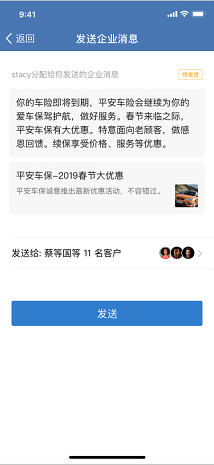 9:41
返回
发送企业消息
stacy分配给你发送的企业消息
待发送
你的车险即将到期，平安车险会继续为你的
爱车保驾护航，做好服务。春节来临之际，
平安车保有大优惠。特意面向老顾客，做感
恩回馈。续保享受价格、服务等优惠。
平安车保-2019春节大优惠
平安车保诚意推出最新优惠活动，不容错过。
发送给: 蔡等国等 11 名客户
发送